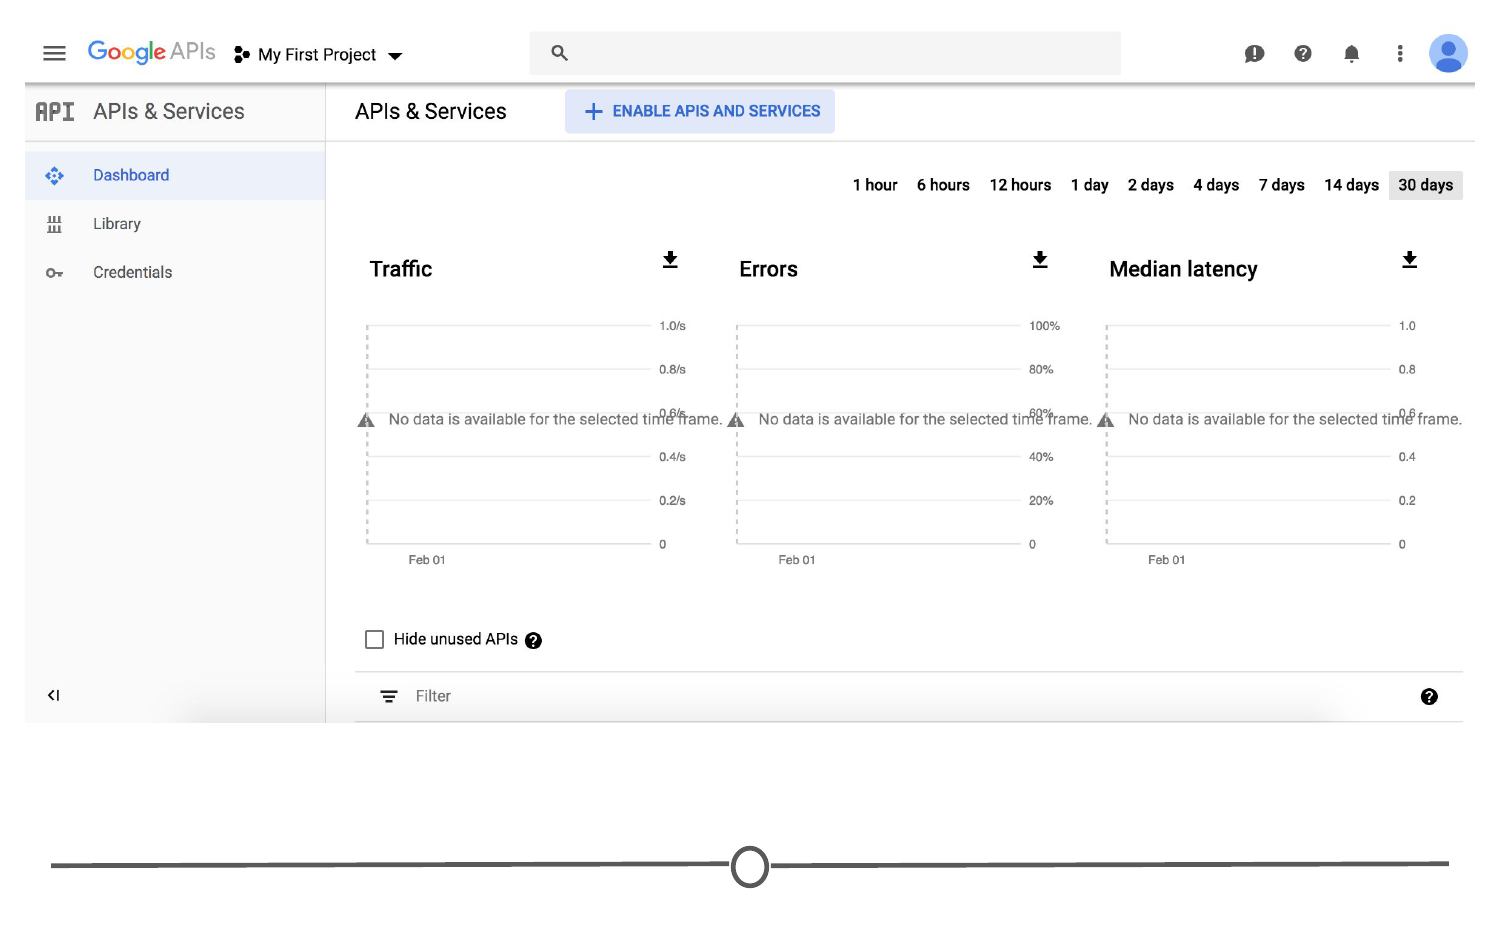 Google APIs My First Project
API APIs & Services
APIs & Services + ENABLE APIS AND SERVICES
Dashboard
Library
Credentials
1 hour 6 hours 12 hours 1 day 2 days 4 days 7 days 14 days 30 days
Traffic
1.0/s
0.8/s
0.6/s
No data is available for the selected time frame.
0.4/s
0.2/s
0
Feb 01
Errors
100%
80%
60%
No data is available for the selected time frame.
40%
20%
0
Feb 01
Median latency
1.0
0.8
0.6
No data is available for the selected time frame.
0.4
0.2
0
Feb 01
Hide unused APIs
Filter